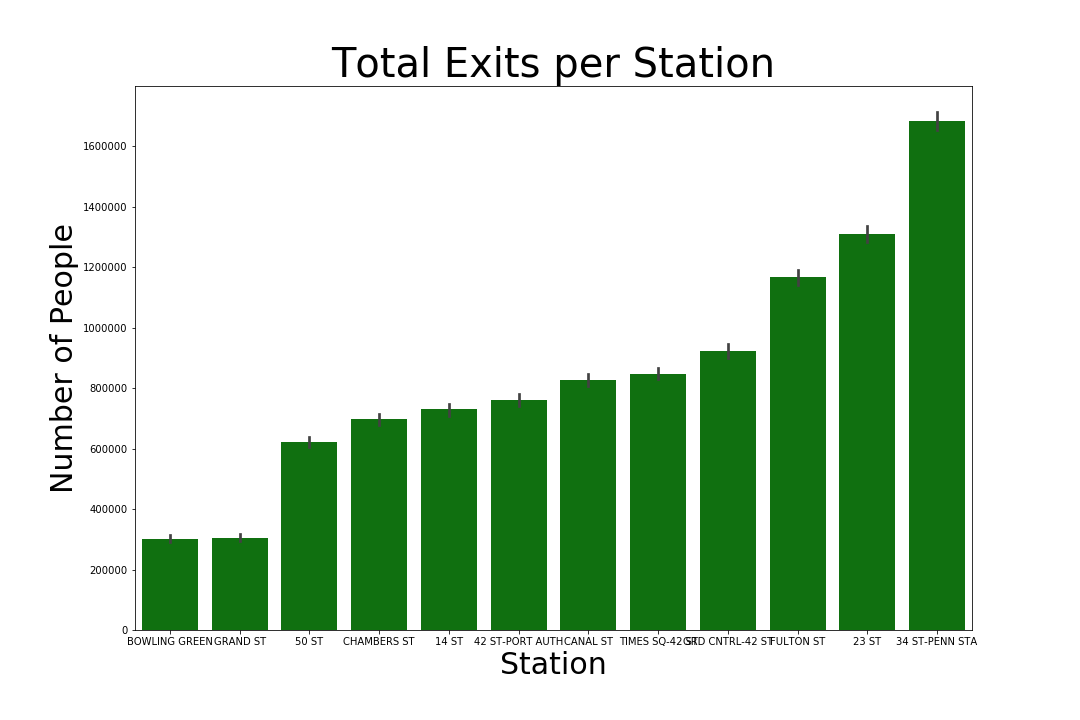 Total Exits per Station
Number of People
1600000
1400000
1200000
1000000
800000
600000
400000
200000
0
BOWLING GREEN GRAND ST 50 ST CHAMBERS ST 14 ST 42 ST-PORT AUTH CANAL ST TIMES SQ-42 ST GRD CNTRL-42 ST FULTON ST 23 ST 34 ST-PENN STA
Station